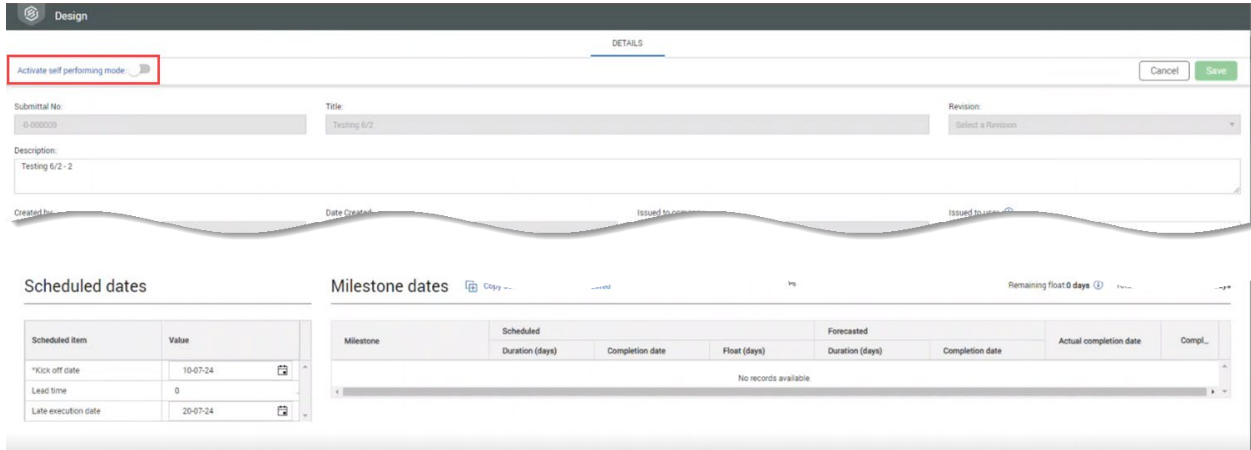 Design
DETAILS
Activate self performing mode:
Cancel
Save
Submittal No:
Title:
Revision:
-0-000009
Testing 6/2
Select a Revision
Description:
Testing 6/2 - 2
Created by
Date Created:
Issued to company
Issued to user
Scheduled dates
Milestone dates
Copy
Remaining float:0 days
Scheduled item
Value
Milestone
Scheduled
Forecasted
Actual completion date
Compl...
Duration (days)
Completion date
Float (days)
Duration (days)
Completion date
*Kick off date
10-07-24
No records available
Lead time
0
Late execution date
20-07-24